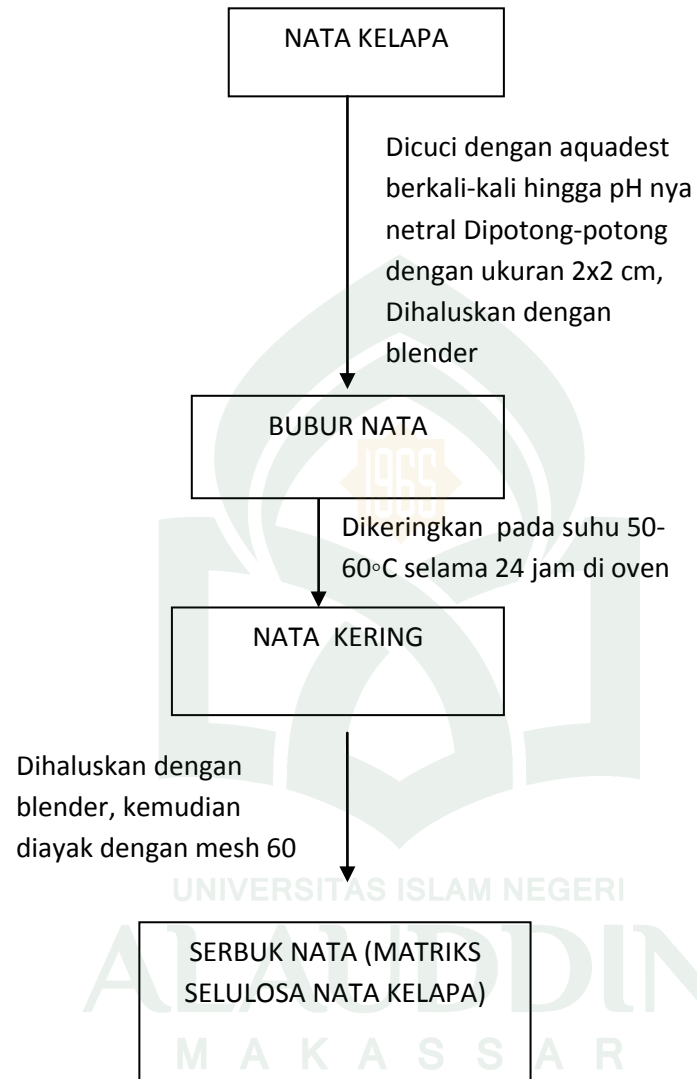 NATA KELAPA
Dicuci dengan aquadest
berkali-kali hingga pH nya
netral Dipotong-potong
dengan ukuran 2x2 cm,
Dihaluskan dengan
blender
BUBUR NATA
1965
Dikeringkan pada suhu 50-
60◦C selama 24 jam di oven
NATA KERING
Dihaluskan dengan
blender, kemudian
diayak dengan mesh 60
UNIVERSITAS ISLAM NEGERI
SERBUK NATA (MATRIKS
SELULOSA NATA KELAPA)
ALAUDDIN
MAKASSAR